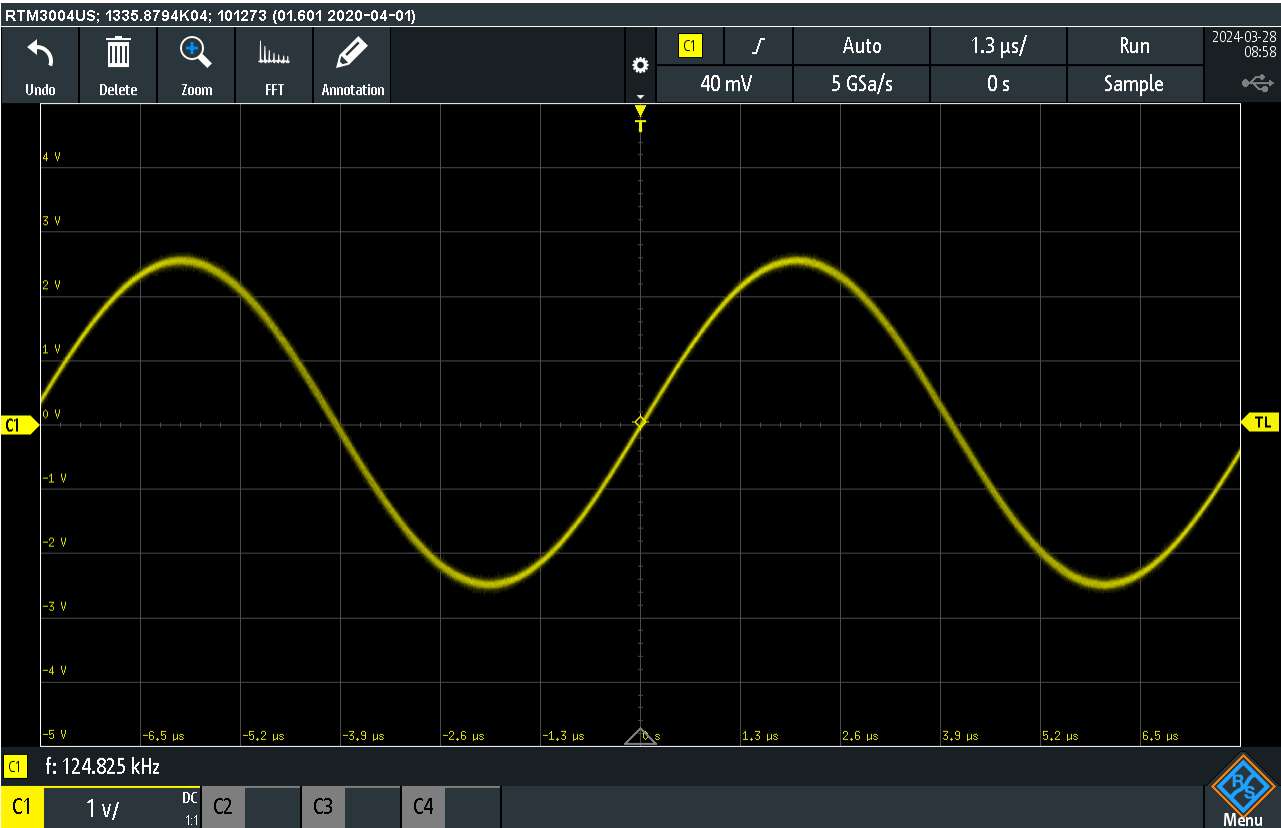 RTM3004US; 1335.8794K04; 101273 (01.601 2020-04-01)
Undo
Delete
Zoom
FFT
Annotation
C1
Auto
1.3 µs/
Run
2024-03-28
08:58
40 mV
5 GSa/s
0 s
Sample
T
4 V
3 V
2 V
1 V
0 V
C1
TL
-1 V
-2 V
-3 V
-4 V
-5 V
-6.5 µs
-5.2 µs
-3.9 µs
-2.6 µs
-1.3 µs
0 s
1.3 µs
2.6 µs
3.9 µs
5.2 µs
6.5 µs
C1
f: 124.825 kHz
C1
1 V/
DC
1:1
C2
C3
C4
R&S
Menu